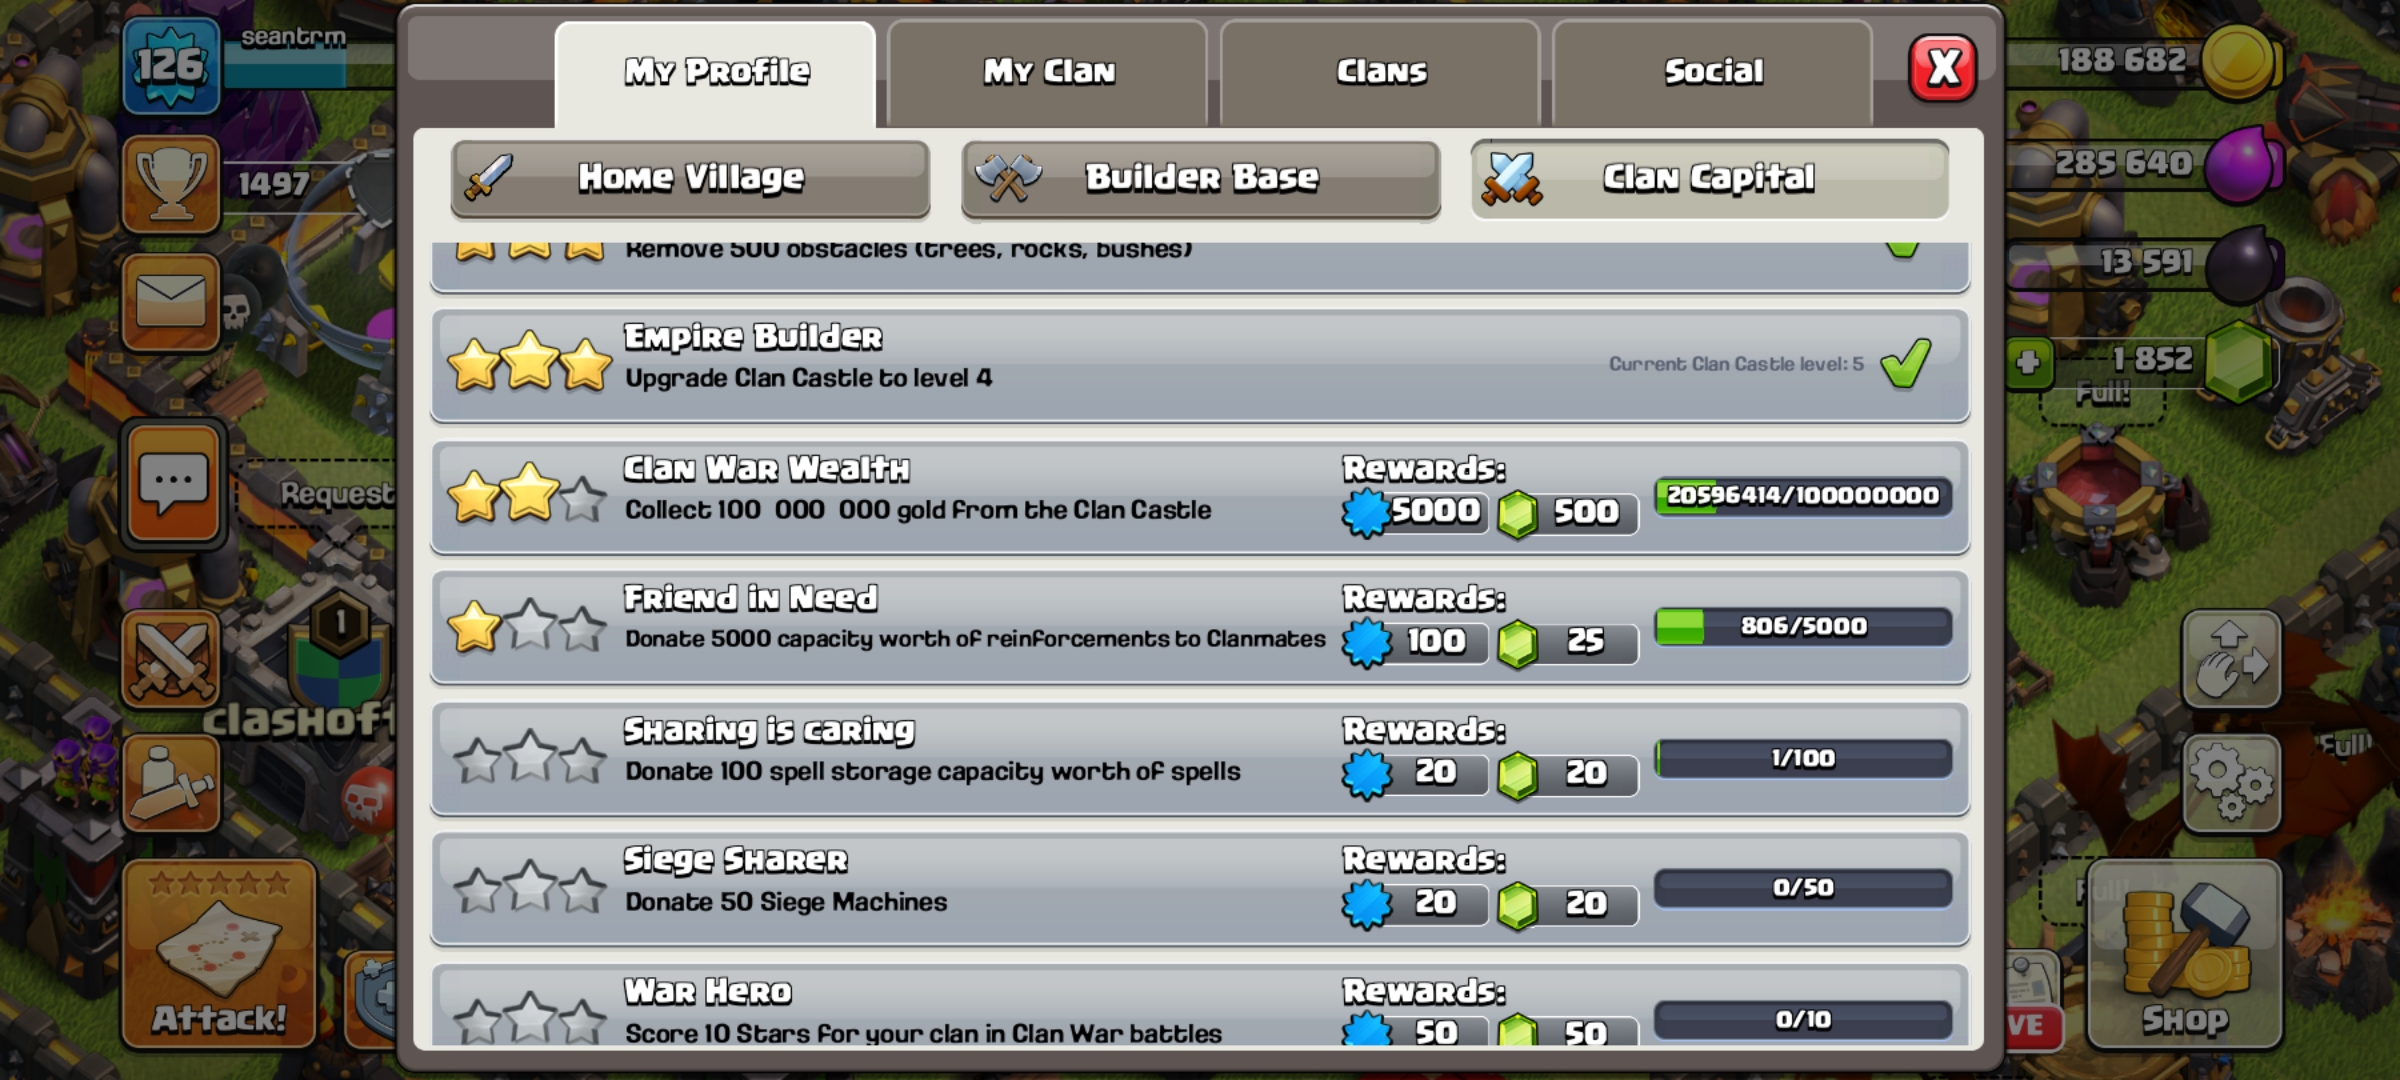 126
seantrm
1497
Request
1
clashoft
Attack!
My Profile
My Clan
Clans
Social
X
Home Village
Builder Base
Clan Capital
Remove 500 obstacles (trees, rocks, bushes)
Empire Builder
Upgrade Clan Castle to level 4
Current Clan Castle level: 5
Clan War Wealth
Collect 100 000 000 gold from the Clan Castle
Rewards:
5000
500
20596414/100000000
Friend in Need
Donate 5000 capacity worth of reinforcements to Clanmates
Rewards:
100
25
806/5000
Sharing is caring
Donate 100 spell storage capacity worth of spells
Rewards:
20
20
1/100
Siege Sharer
Donate 50 Siege Machines
Rewards:
20
20
0/50
War Hero
Score 10 Stars for your clan in Clan War battles
Rewards:
50
50
0/10
188 682
285 640
13 591
1 852
Full!
Full!
VE
Shop